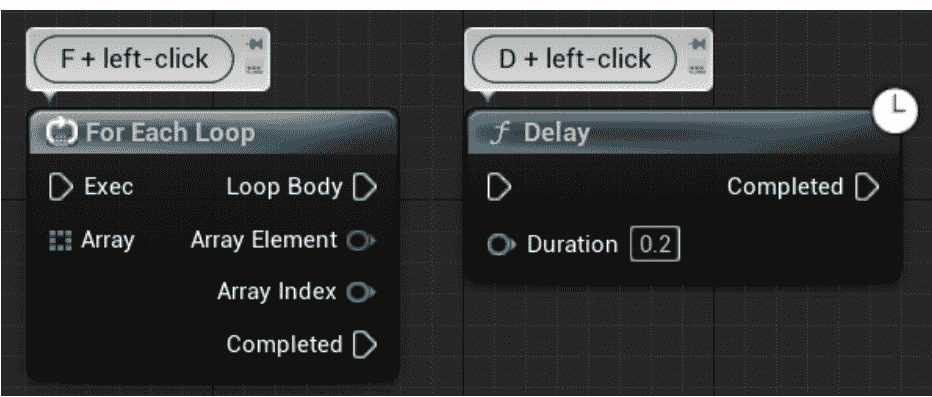 F + left-click
For Each Loop
Exec
Loop Body
Array
Array Element
Array Index
Completed
D + left-click
f Delay
Completed
Duration 0.2